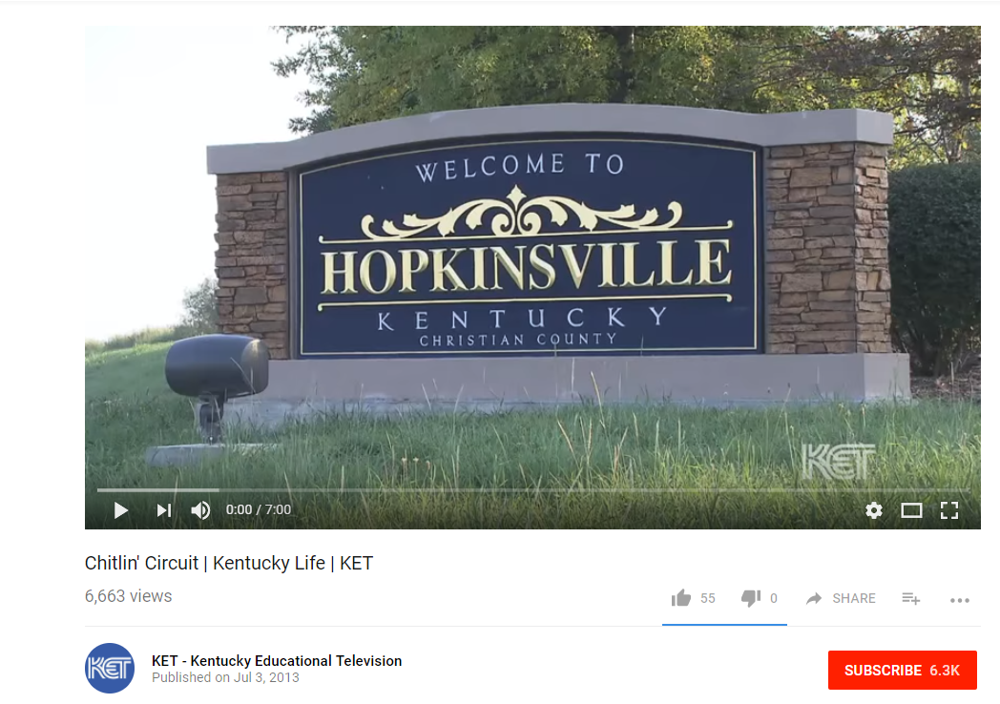 WELCOME TO
HOPKINSVILLE
KENTUCKY
CHRISTIAN COUNTY
KET
0:00 / 7:00
Chitlin' Circuit | Kentucky Life | KET
6,663 views
55
0
SHARE
KET
KET - Kentucky Educational Television
Published on Jul 3, 2013
SUBSCRIBE 6.3K